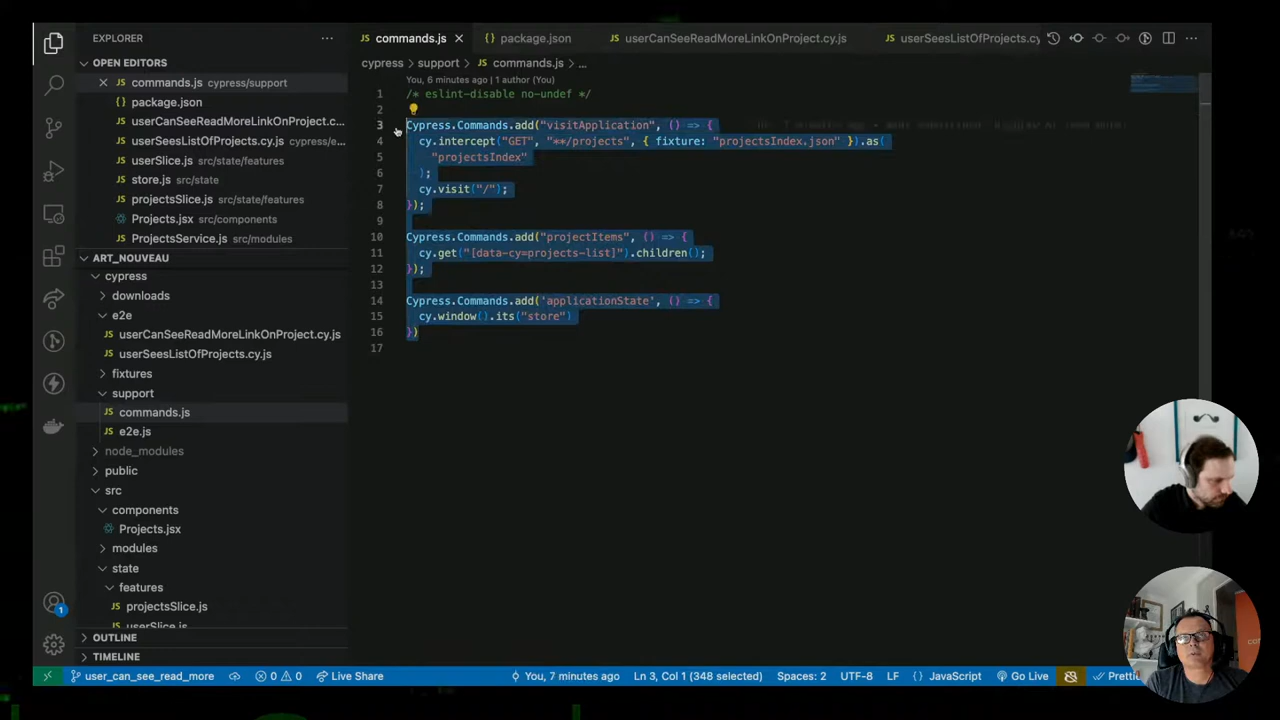 EXPLORER
OPEN EDITORS
commands.js cypress/support
package.json
userCanSeeReadMoreLinkOnProject.c...
userSeesListOfProjects.cy.js cypress/e...
userSlice.js src/state/features
store.js src/state
projectsSlice.js src/state/features
Projects.jsx src/components
ProjectsService.js src/modules
ART_NOUVEAU
cypress
downloads
e2e
userCanSeeReadMoreLinkOnProject.cy.js
userSeesListOfProjects.cy.js
fixtures
support
commands.js
e2e.js
node_modules
public
src
components
Projects.jsx
modules
state
features
projectsSlice.js
userSlice.js
OUTLINE
TIMELINE
commands.js
package.json
userCanSeeReadMoreLinkOnProject.cy.js
userSeesListOfProjects.cy
cypress > support > commands.js > ...
You, 6 minutes ago | 1 author (You)
1 /* eslint-disable no-undef */
2
3 Cypress.Commands.add("visitApplication", () => {
4 cy.intercept("GET", "**/projects", { fixture: "projectsIndex.json" }).as(
5 "projectsIndex"
6 );
7 cy.visit("/");
8 });
9
10 Cypress.Commands.add("projectItems", () => {
11 cy.get("[data-cy=projects-list]").children();
12 });
13
14 Cypress.Commands.add('applicationState', () => {
15 cy.window().its("store")
16 })
17
1
user_can_see_read_more 0 0 Live Share You, 7 minutes ago Ln 3, Col 1 (348 selected) Spaces: 2 UTF-8 LF {} JavaScript Go Live